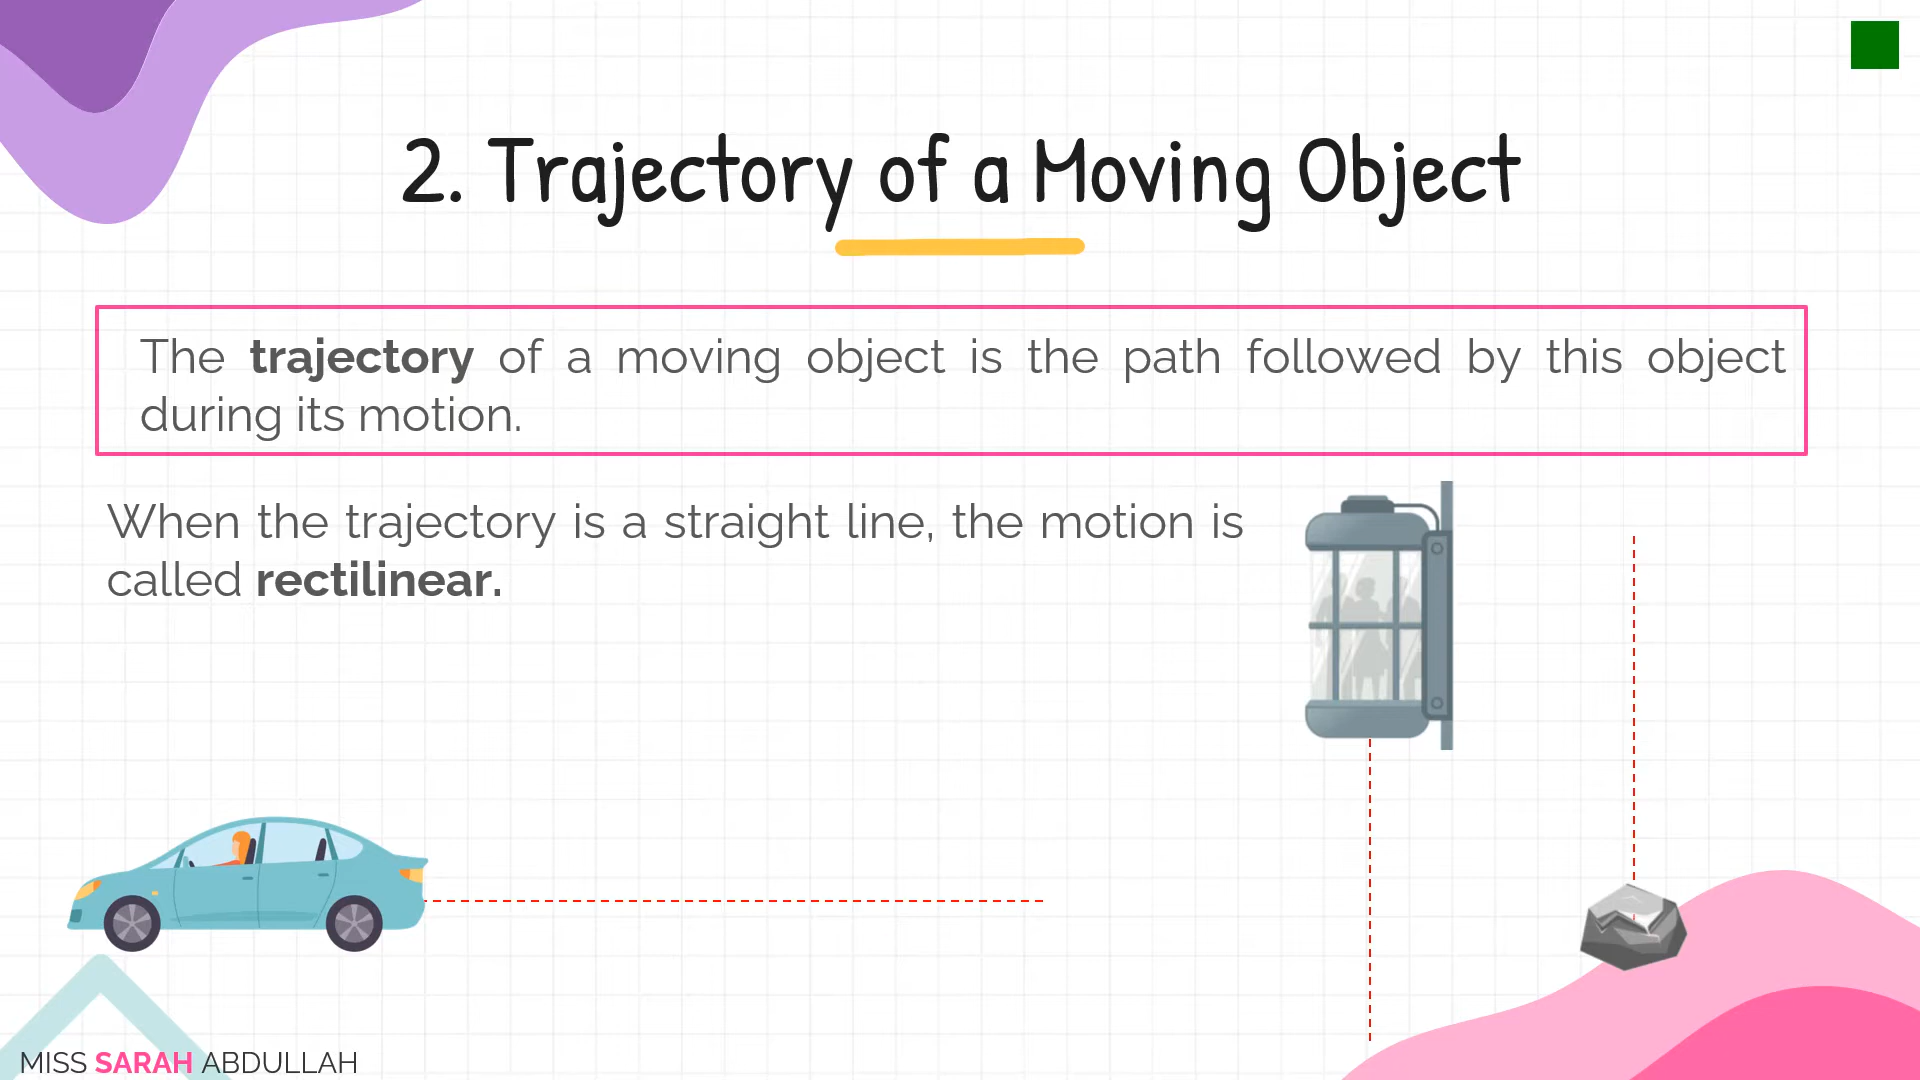 2. Trajectory of a Moving Object
The trajectory of a moving object is the path followed by this object
during its motion.
When the trajectory is a straight line, the motion is
called rectilinear.
MISS SARAH ABDULLAH